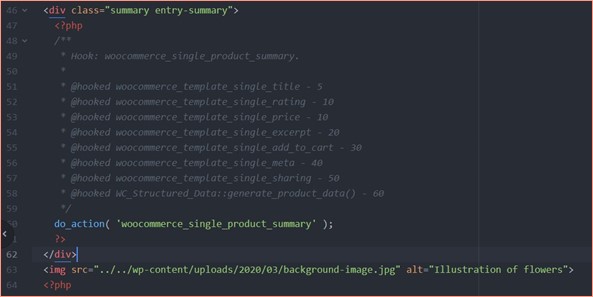 46 <div class="summary entry-summary">
47 <?php
48 /**
49 * Hook: woocommerce_single_product_summary.
50 *
51 * @hooked woocommerce_template_single_title - 5
52 * @hooked woocommerce_template_single_rating - 10
53 * @hooked woocommerce_template_single_price - 10
54 * @hooked woocommerce_template_single_excerpt - 20
55 * @hooked woocommerce_template_single_add_to_cart - 30
56 * @hooked woocommerce_template_single_meta - 40
57 * @hooked woocommerce_template_single_sharing - 50
58 * @hooked WC_Structured_Data::generate_product_data() - 60
59 */
do_action( 'woocommerce_single_product_summary' );
?>
62 </div>
63 <img src="../../wp-content/uploads/2020/03/background-image.jpg" alt="Illustration of flowers">
64 <?php